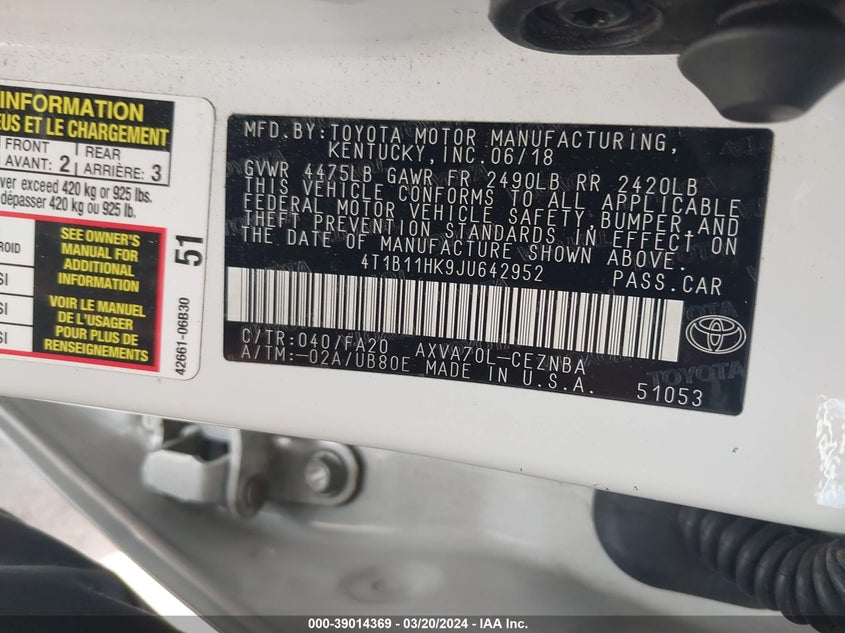 INFORMATION
EUS ET LE CHARGEMENT
FRONT
AVANT: 2
REAR
ARRIÈRE: 3
ver exceed 420 kg or 925 lbs.
dépasser 420 kg ou 925 lb.
SEE OWNER'S
MANUAL FOR
ADDITIONAL
INFORMATION
VOIR LE MANUEL
DE L'USAGER
POUR PLUS DE
RENSEIGNEMENTS
51
42661-06B30
MFD.BY:TOYOTA MOTOR MANUFACTURING,
KENTUCKY, INC.06/18
GVWR 4475LB GAWR FR 2490LB RR 2420LB
THIS VEHICLE CONFORMS TO ALL APPLICABLE
FEDERAL MOTOR VEHICLE SAFETY,BUMPER,AND
THEFT PREVENTION STANDARDS IN EFFECT ON
THE DATE OF MANUFACTURE SHOWN ABOVE.
4T1B11HK9JU642952 PASS.CAR
C/TR:040/FA20 AXVA70L-CEZNBA
A/TM:-02A/UB80E MADE IN U.S.A.
51053
TOYOTA
000-39014369 — 03/20/2024 — IAA Inc.